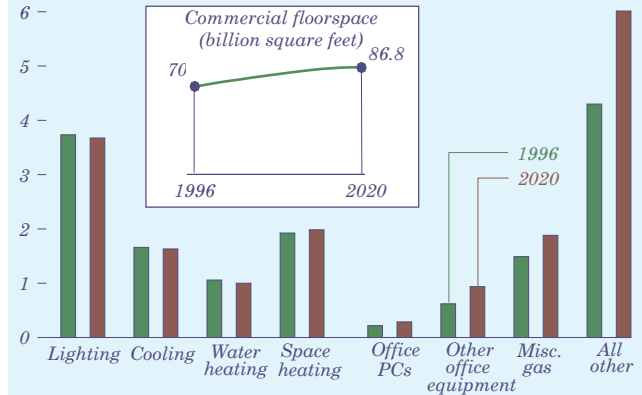 Commercial floorspace
(billion square feet)
70
86.8
1996
2020
6
5
4
3
2
1
0
1996
2020
Lighting
Cooling
Water
heating
Space
heating
Office
PCs
Other
office
equipment
Misc.
gas
All
other